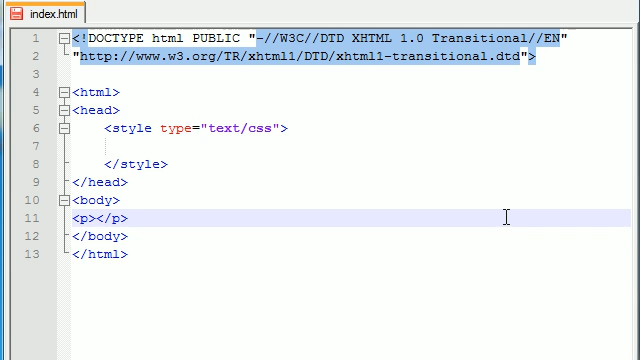 index.html
1 <!DOCTYPE html PUBLIC "-//W3C//DTD XHTML 1.0 Transitional//EN"
2 "http://www.w3.org/TR/xhtml1/DTD/xhtml1-transitional.dtd">
3
4 <html>
5 <head>
6 <style type="text/css">
7
8 </style>
9 </head>
10 <body>
11 <p></p>
12 </body>
13 </html>